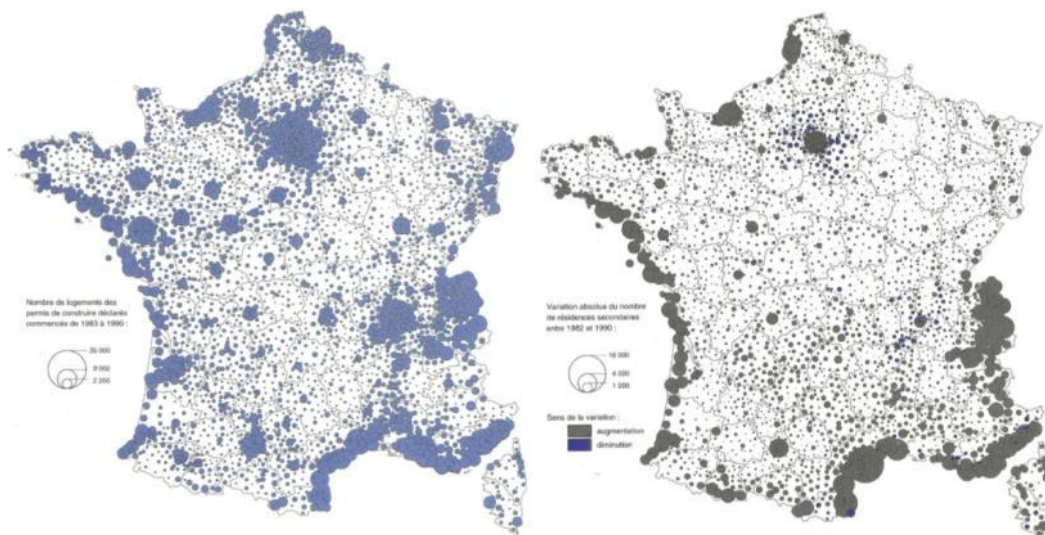 Nombre de logements des
permis de construire déclarés
commencés de 1983 à 1990 :
35 000
9 000
2 200
Variation absolue du nombre
de résidences secondaires
entre 1982 et 1990 :
16 000
4 000
1 000
Sens de la variation :
augmentation
diminution